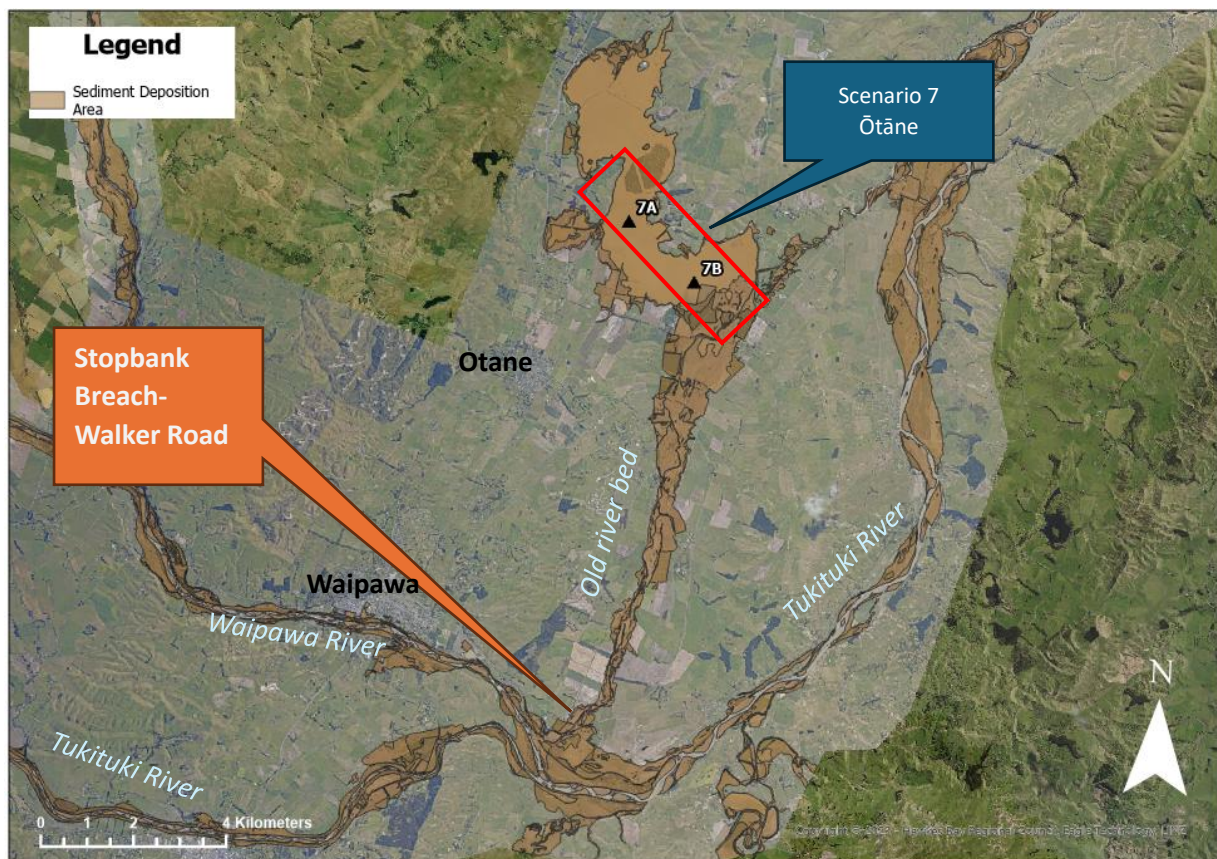 Legend
Sediment Deposition
Area
Scenario 7
Ōtāne
7A
7B
Stopbank
Breach-
Walker Road
Otane
Old river bed
Tukituki River
Waipawa
Waipawa River
Tukituki River
N
0 1 2 4 Kilometers